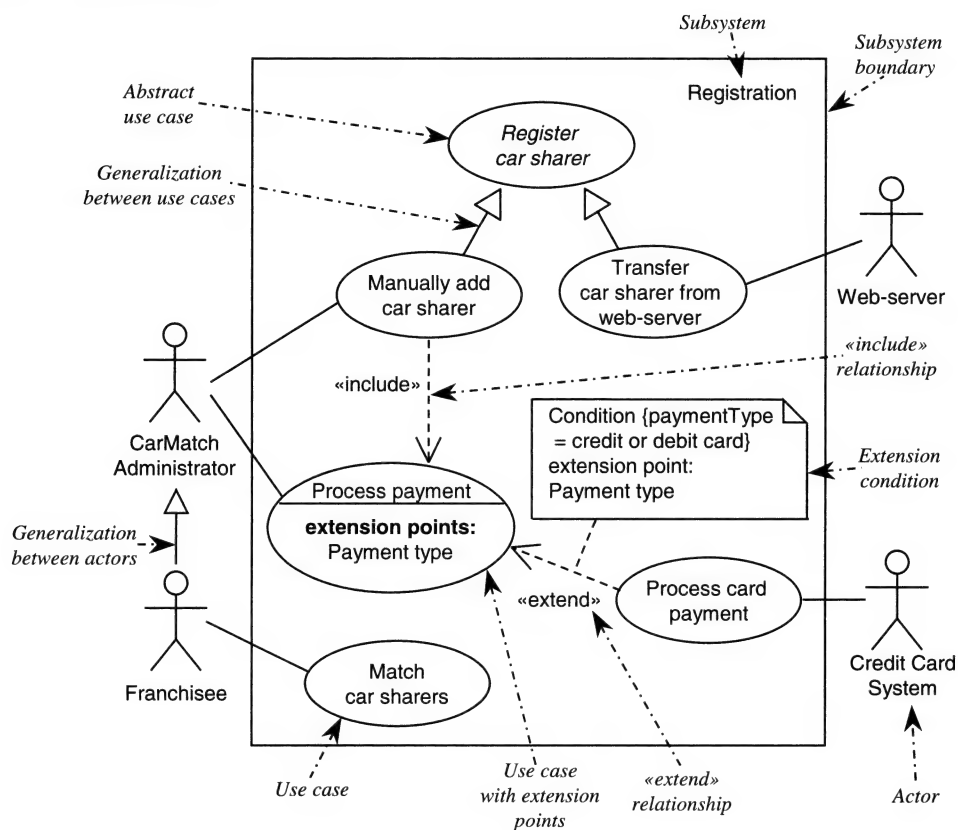 Subsystem
Subsystem
boundary
Registration
Abstract
use case
Register
car sharer
Generalization
between use cases
Manually add
car sharer
Transfer
car sharer from
web-server
Web-server
«include»
«include»
relationship
CarMatch
Administrator
Condition {paymentType
= credit or debit card}
extension point:
Payment type
Extension
condition
Process payment
extension points:
Payment type
Generalization
between actors
«extend»
Process card
payment
Franchisee
Match
car sharers
Credit Card
System
Use case
Use case
with extension
points
«extend»
relationship
Actor